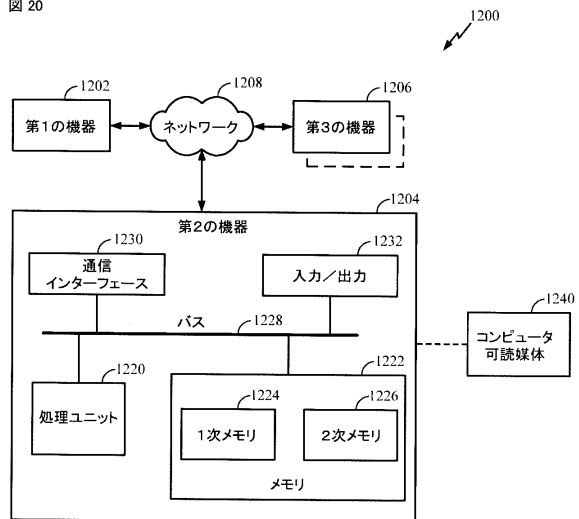 図 20
1200
1202
1208
1206
第1の機器
ネットワーク
第3の機器
1204
第2の機器
1230
1232
通信
インターフェース
入力/出力
バス
1228
1240
コンピュータ
可読媒体
1220
1222
処理ユニット
1224
1226
1次メモリ
2次メモリ
メモリ